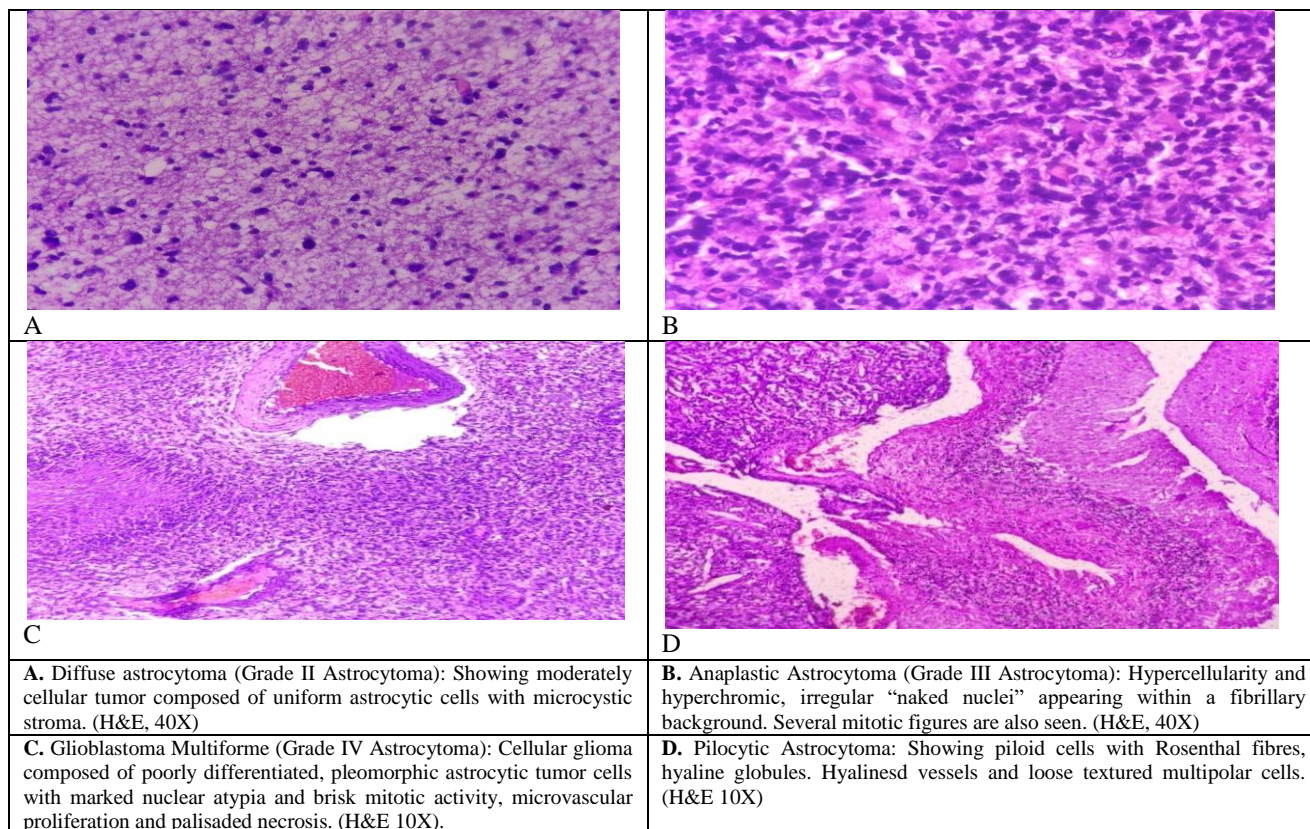 A
B
C
D
A. Diffuse astrocytoma (Grade II Astrocytoma): Showing moderately
cellular tumor composed of uniform astrocytic cells with microcystic
stroma. (H&E, 40X)
B. Anaplastic Astrocytoma (Grade III Astrocytoma): Hypercellularity and
hyperchromic, irregular “naked nuclei” appearing within a fibrillary
background. Several mitotic figures are also seen. (H&E, 40X)
C. Glioblastoma Multiforme (Grade IV Astrocytoma): Cellular glioma
composed of poorly differentiated, pleomorphic astrocytic tumor cells
with marked nuclear atypia and brisk mitotic activity, microvascular
proliferation and palisaded necrosis. (H&E 10X).
D. Pilocytic Astrocytoma: Showing piloid cells with Rosenthal fibres,
hyaline globules. Hyalinesd vessels and loose textured multipolar cells.
(H&E 10X)